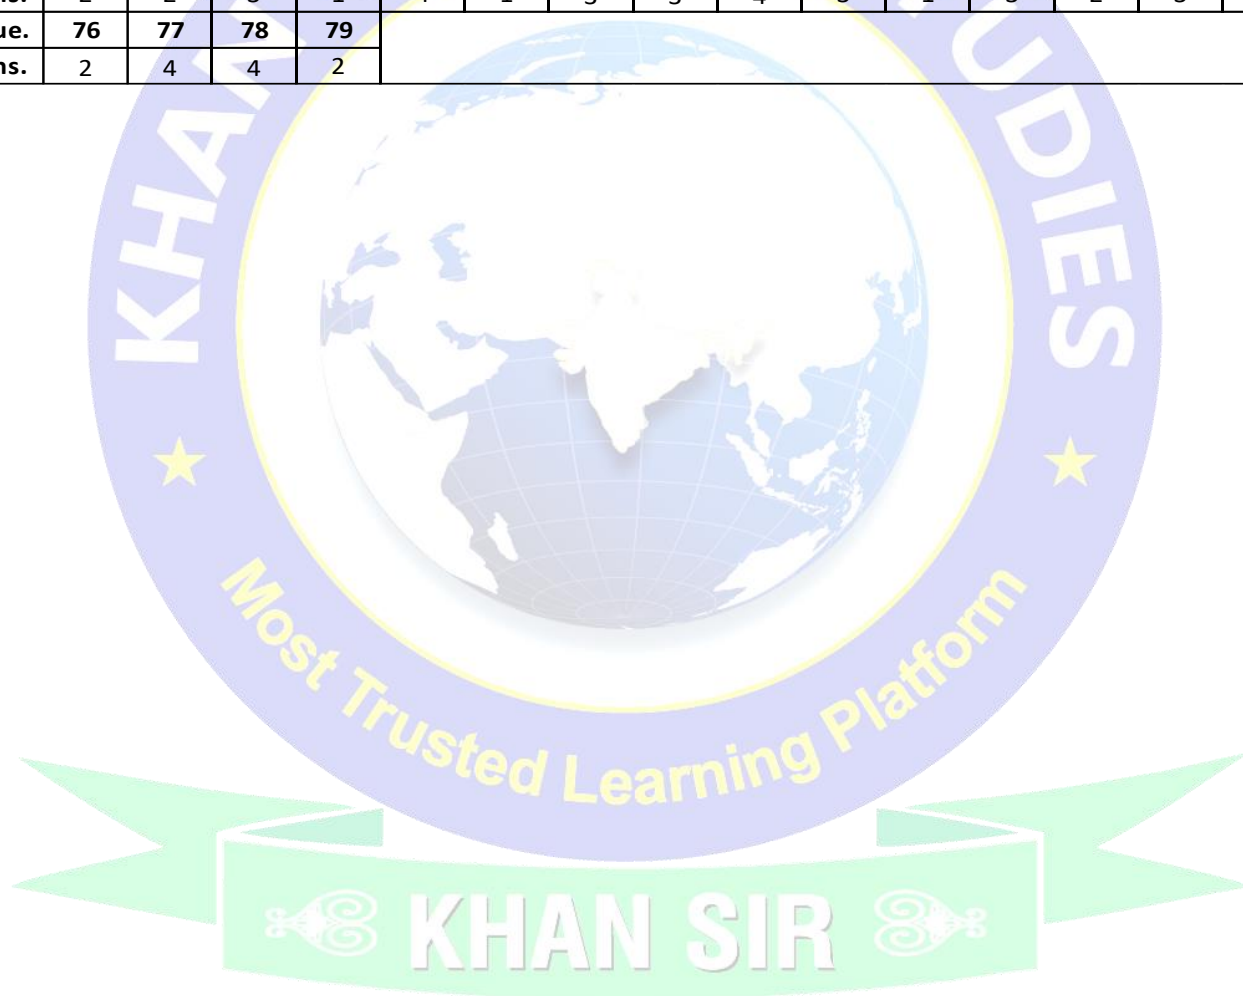 ue. 76 77 78 79
ns. 2 4 4 2
KHAN
UDIES
Most Trusted Learning Platform
KHAN SIR